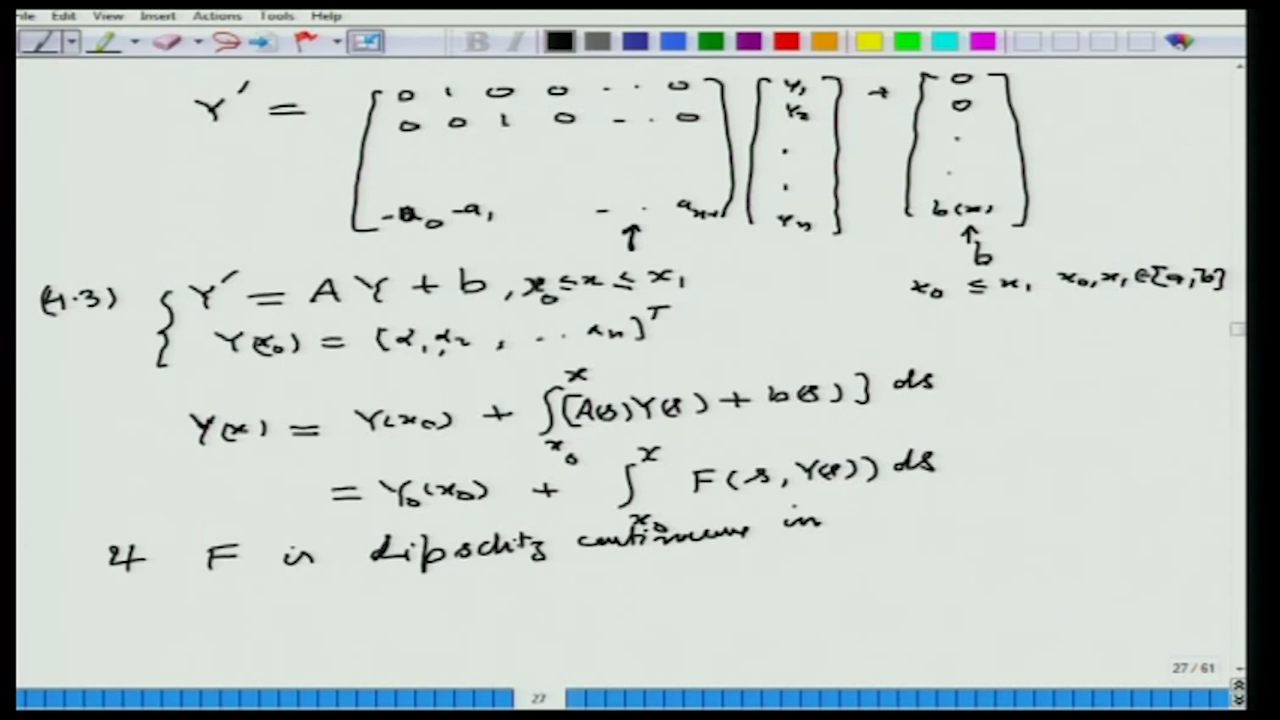 File Edit View Insert Actions Tools Help
Y' = [0 1 0 0 . . 0 [Y1 + [0
0 0 1 0 - . . 0 Y2 0
. .
. .
-a0 -a1 - . an-1] Yn] b(x)]
↑ ↑
b
(4.3) { Y' = AY + b, x0 ≤ x ≤ x1 x0 ≤ x1 x0, x1 ∈ [a, b]
Y(x0) = [α1, α2, . . αn]^T
Y(x) = Y(x0) + ∫_{x0}^{x} [A(s)Y(s) + b(s)] ds
= Y0(x0) + ∫_{x0}^{x} F(s, Y(s)) ds
If F is Lipschitz continuous in
27 / 61
27